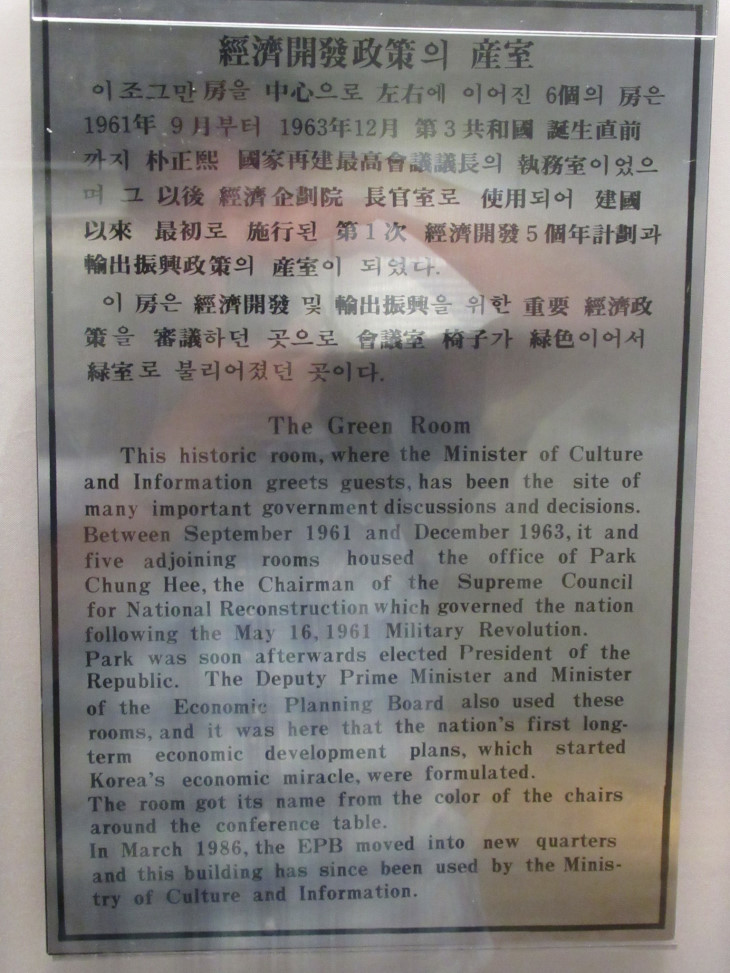 經濟開發政策의 産室
이 조그만 房을 中心으로 左右에 이어진 6個의 房은
1961年 9月부터 1963年12月 第3共和國 誕生直前
까지 朴正熙 國家再建最高會議議長의 執務室이었으
며 그 以後 經濟企劃院 長官室로 使用되어 建國
以來 最初로 施行된 第1次 經濟開發5個年計劃과
輸出振興政策의 産室이 되었다.
이 房은 經濟開發 및 輸出振興을 위한 重要 經濟政
策을 審議하던 곳으로 會議室 椅子가 緑色이어서
緑室로 불리어졌던 곳이다.
The Green Room
This historic room, where the Minister of Culture
and Information greets guests, has been the site of
many important government discussions and decisions.
Between September 1961 and December 1963, it and
five adjoining rooms housed the office of Park
Chung Hee, the Chairman of the Supreme Council
for National Reconstruction which governed the nation
following the May 16, 1961 Military Revolution.
Park was soon afterwards elected President of the
Republic. The Deputy Prime Minister and Minister
of the Economic Planning Board also used these
rooms, and it was here that the nation's first long-
term economic development plans, which started
Korea's economic miracle, were formulated.
The room got its name from the color of the chairs
around the conference table.
In March 1986, the EPB moved into new quarters
and this building has since been used by the Minis-
try of Culture and Information.